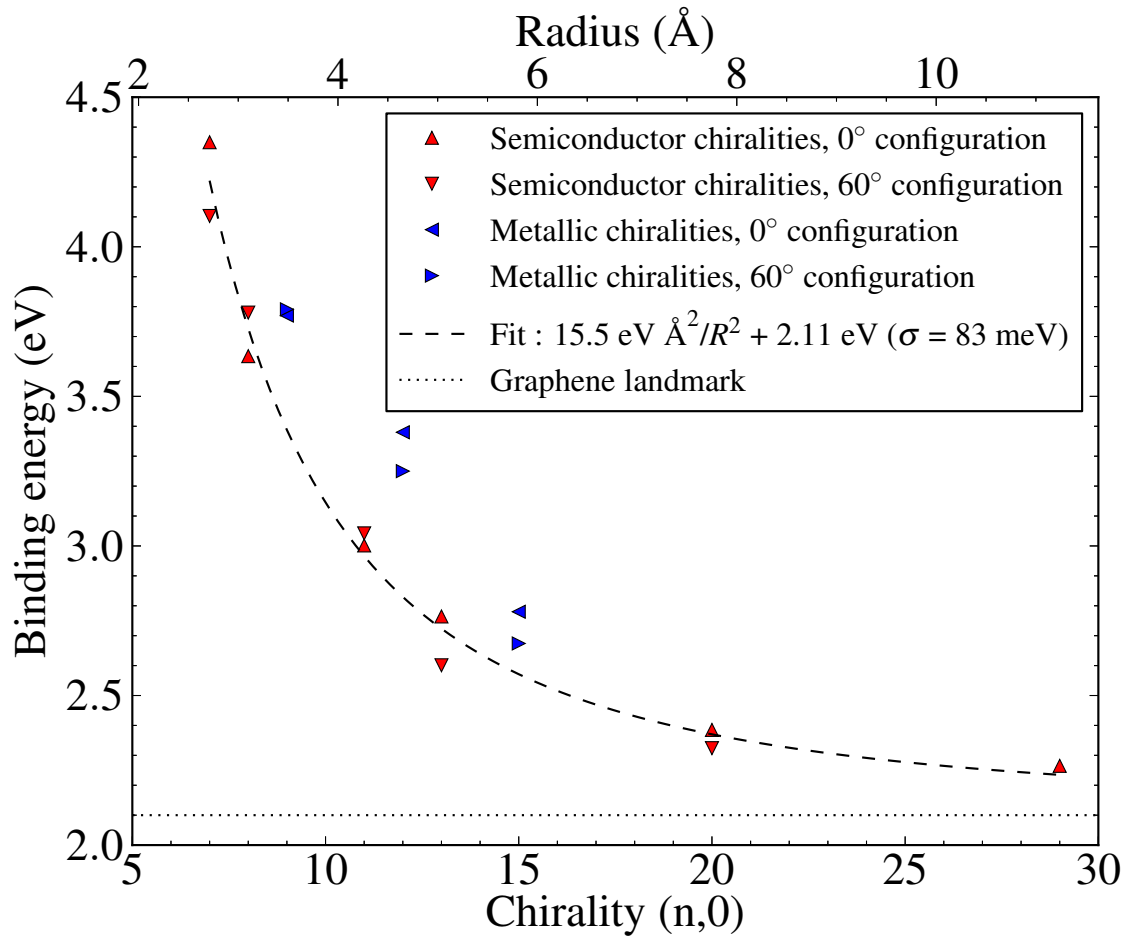 Radius (Å)
2 4 6 8 10
4.5
4.0
3.5
3.0
2.5
2.0
Binding energy (eV)
Semiconductor chiralities, 0° configuration
Semiconductor chiralities, 60° configuration
Metallic chiralities, 0° configuration
Metallic chiralities, 60° configuration
Fit : 15.5 eV Å²/R² + 2.11 eV (σ = 83 meV)
Graphene landmark
5 10 15 20 25 30
Chirality (n,0)